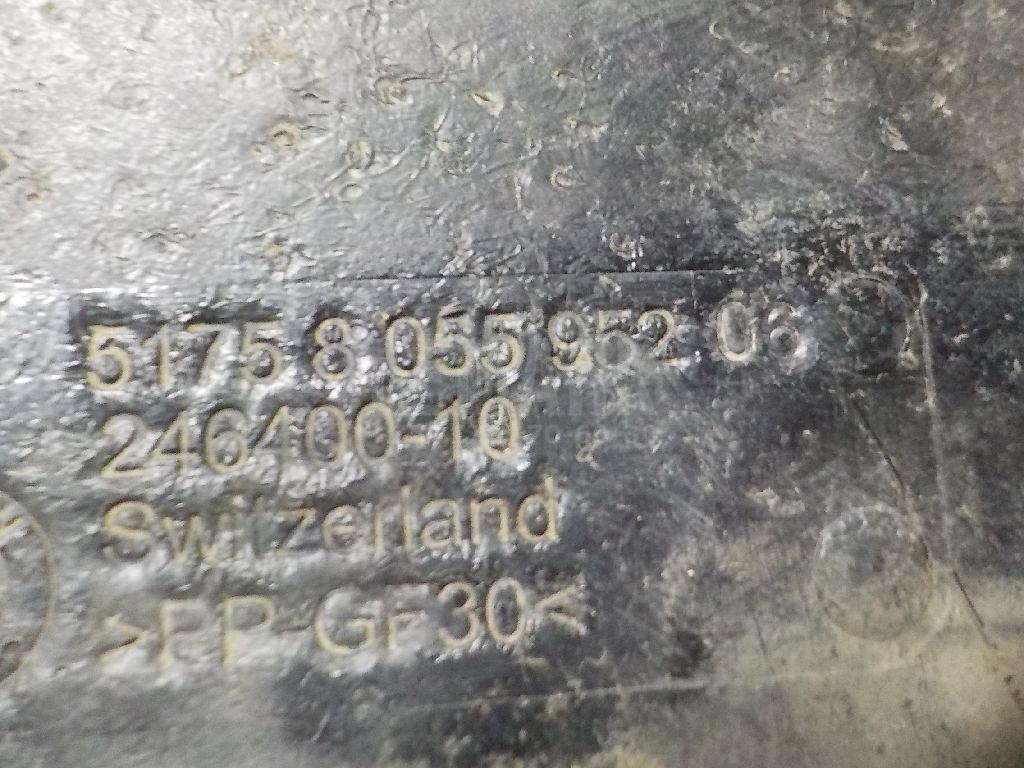 5175 8 055 952 06
246400-10
Switzerland
>PP-GF30<